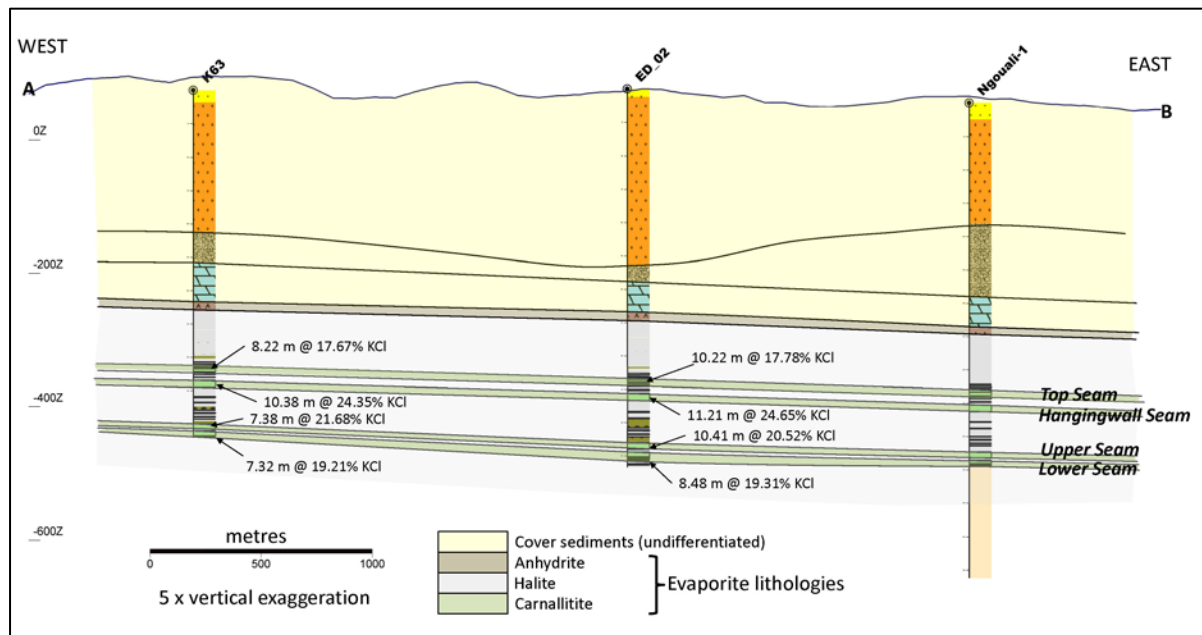 WEST
EAST
K63
ED_02
Ngouali-1
A
B
0Z
-200Z
-400Z
-600Z
8.22 m @ 17.67% KCl
10.38 m @ 24.35% KCl
7.38 m @ 21.68% KCl
7.32 m @ 19.21% KCl
10.22 m @ 17.78% KCl
11.21 m @ 24.65% KCl
10.41 m @ 20.52% KCl
8.48 m @ 19.31% KCl
Top Seam
Hangingwall Seam
Upper Seam
Lower Seam
metres
0 500 1000
5 x vertical exaggeration
Cover sediments (undifferentiated)
Anhydrite
Halite
Carnallitite
Evaporite lithologies